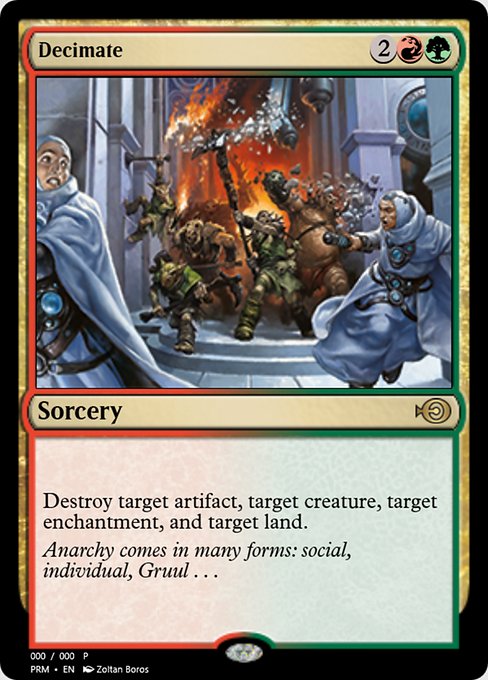 Decimate 2
Sorcery
Destroy target artifact, target creature, target
enchantment, and target land.
Anarchy comes in many forms: social,
individual, Gruul . . .
000 / 000 P
PRM • EN Zoltan Boros